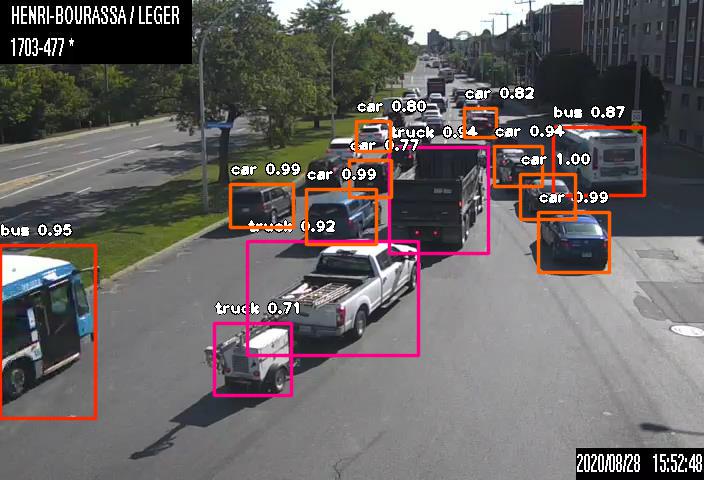 HENRI-BOURASSA / LEGER
1703-477 *
car 0.82
car 0.80
bus 0.87
truck 0.94
car 0.94
car 0.77
car 1.00
car 0.99
car 0.99
car 0.99
truck 0.92
bus 0.95
truck 0.71
2020/08/28 15:52:48